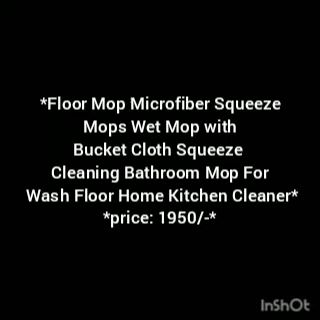 *Floor Mop Microfiber Squeeze
Mops Wet Mop with
Bucket Cloth Squeeze
Cleaning Bathroom Mop For
Wash Floor Home Kitchen Cleaner*
*price: 1950/-*
InShOt